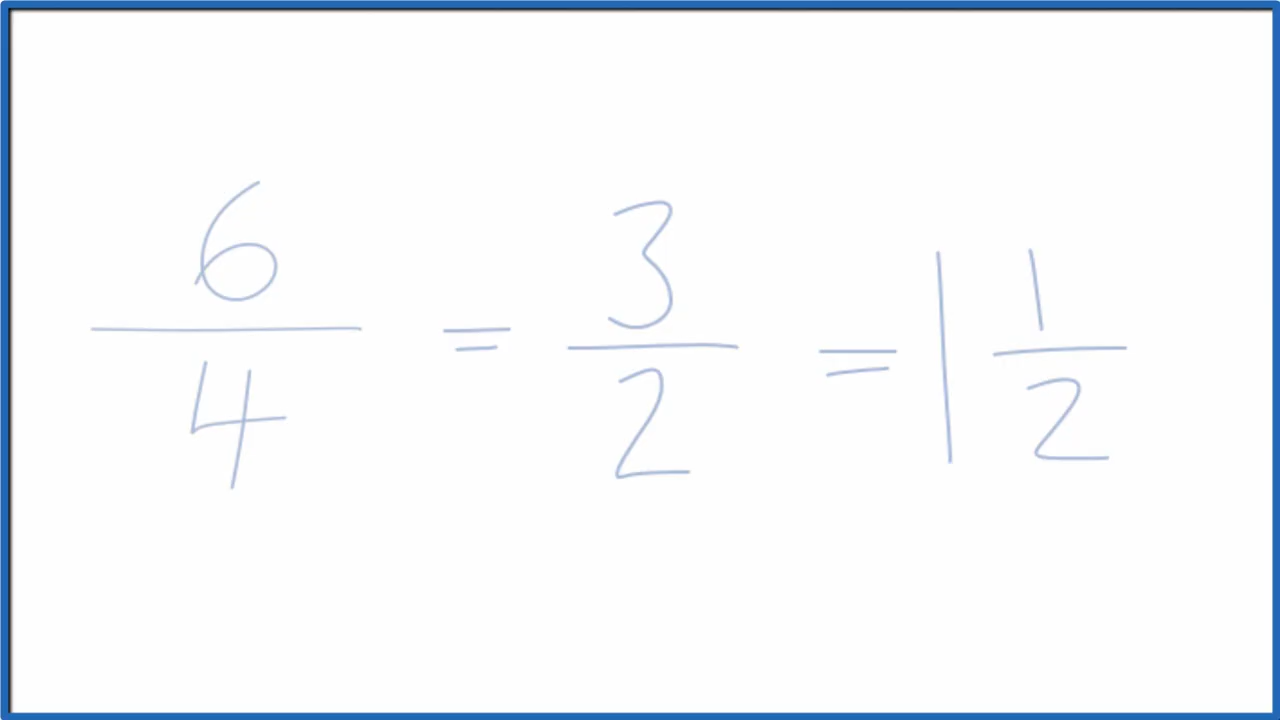 6/4 = 3/2 = 1 1/2